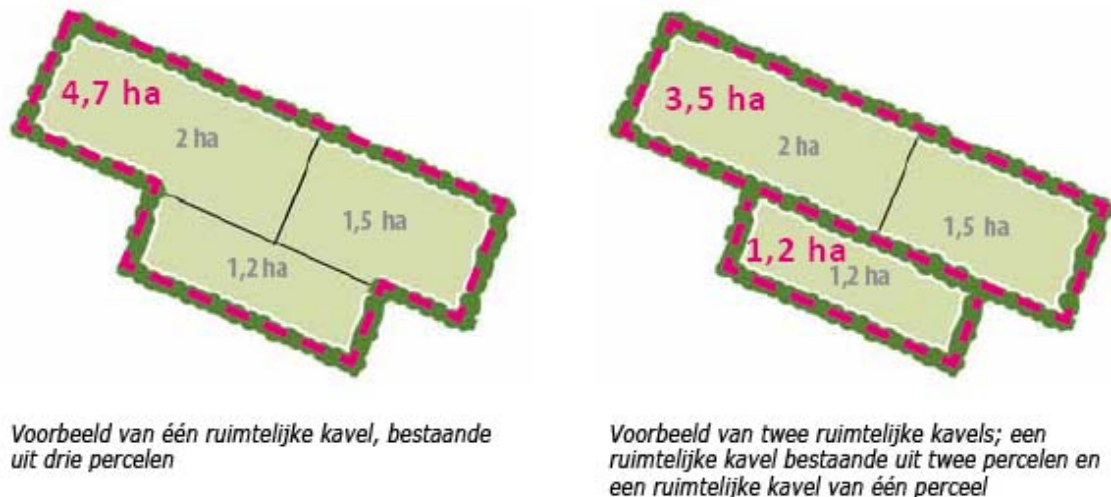 4,7 ha
2 ha
1,5 ha
1,2 ha
Voorbeeld van één ruimtelijke kavel, bestaande
uit drie percelen
3,5 ha
2 ha
1,5 ha
1,2 ha
1,2 ha
Voorbeeld van twee ruimtelijke kavels; een
ruimtelijke kavel bestaande uit twee percelen en
een ruimtelijke kavel van één perceel